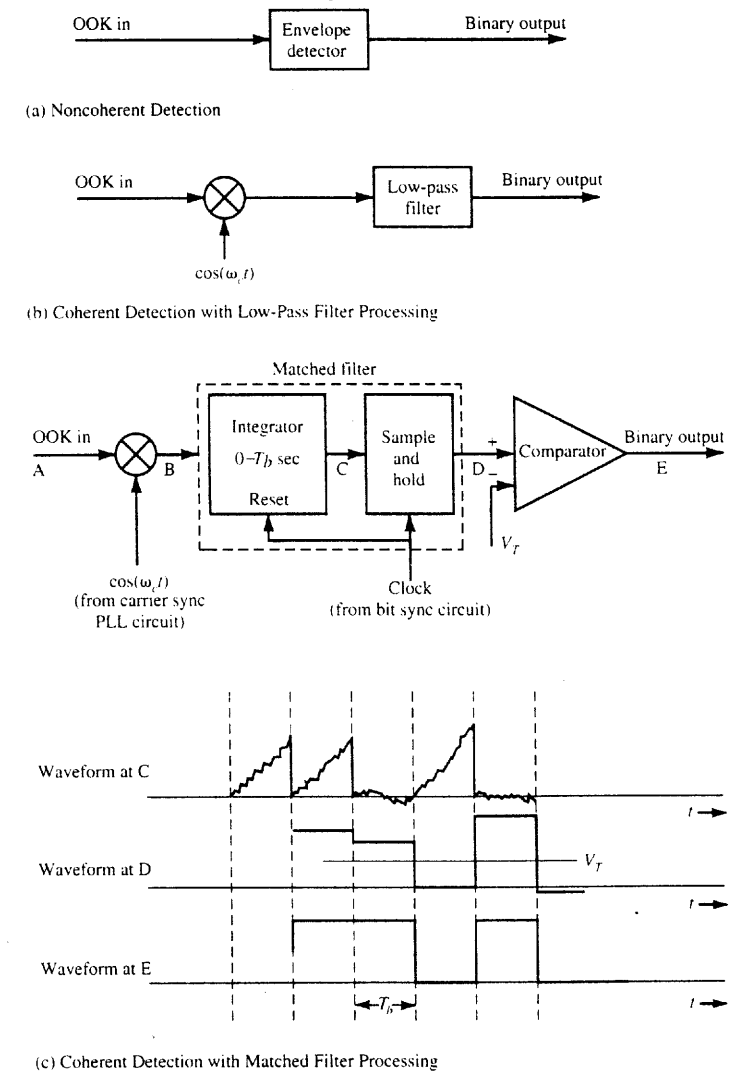 OOK in
Envelope
detector
Binary output
(a) Noncoherent Detection
OOK in
Low-pass
filter
Binary output
cos(ω_c t)
(b) Coherent Detection with Low-Pass Filter Processing
Matched filter
OOK in
A
B
Integrator
0–T_b sec
Reset
C
Sample
and
hold
D
+
–
Comparator
Binary output
E
V_T
cos(ω_c t)
(from carrier sync
PLL circuit)
Clock
(from bit sync circuit)
Waveform at C
t
Waveform at D
V_T
t
Waveform at E
T_b
t
(c) Coherent Detection with Matched Filter Processing